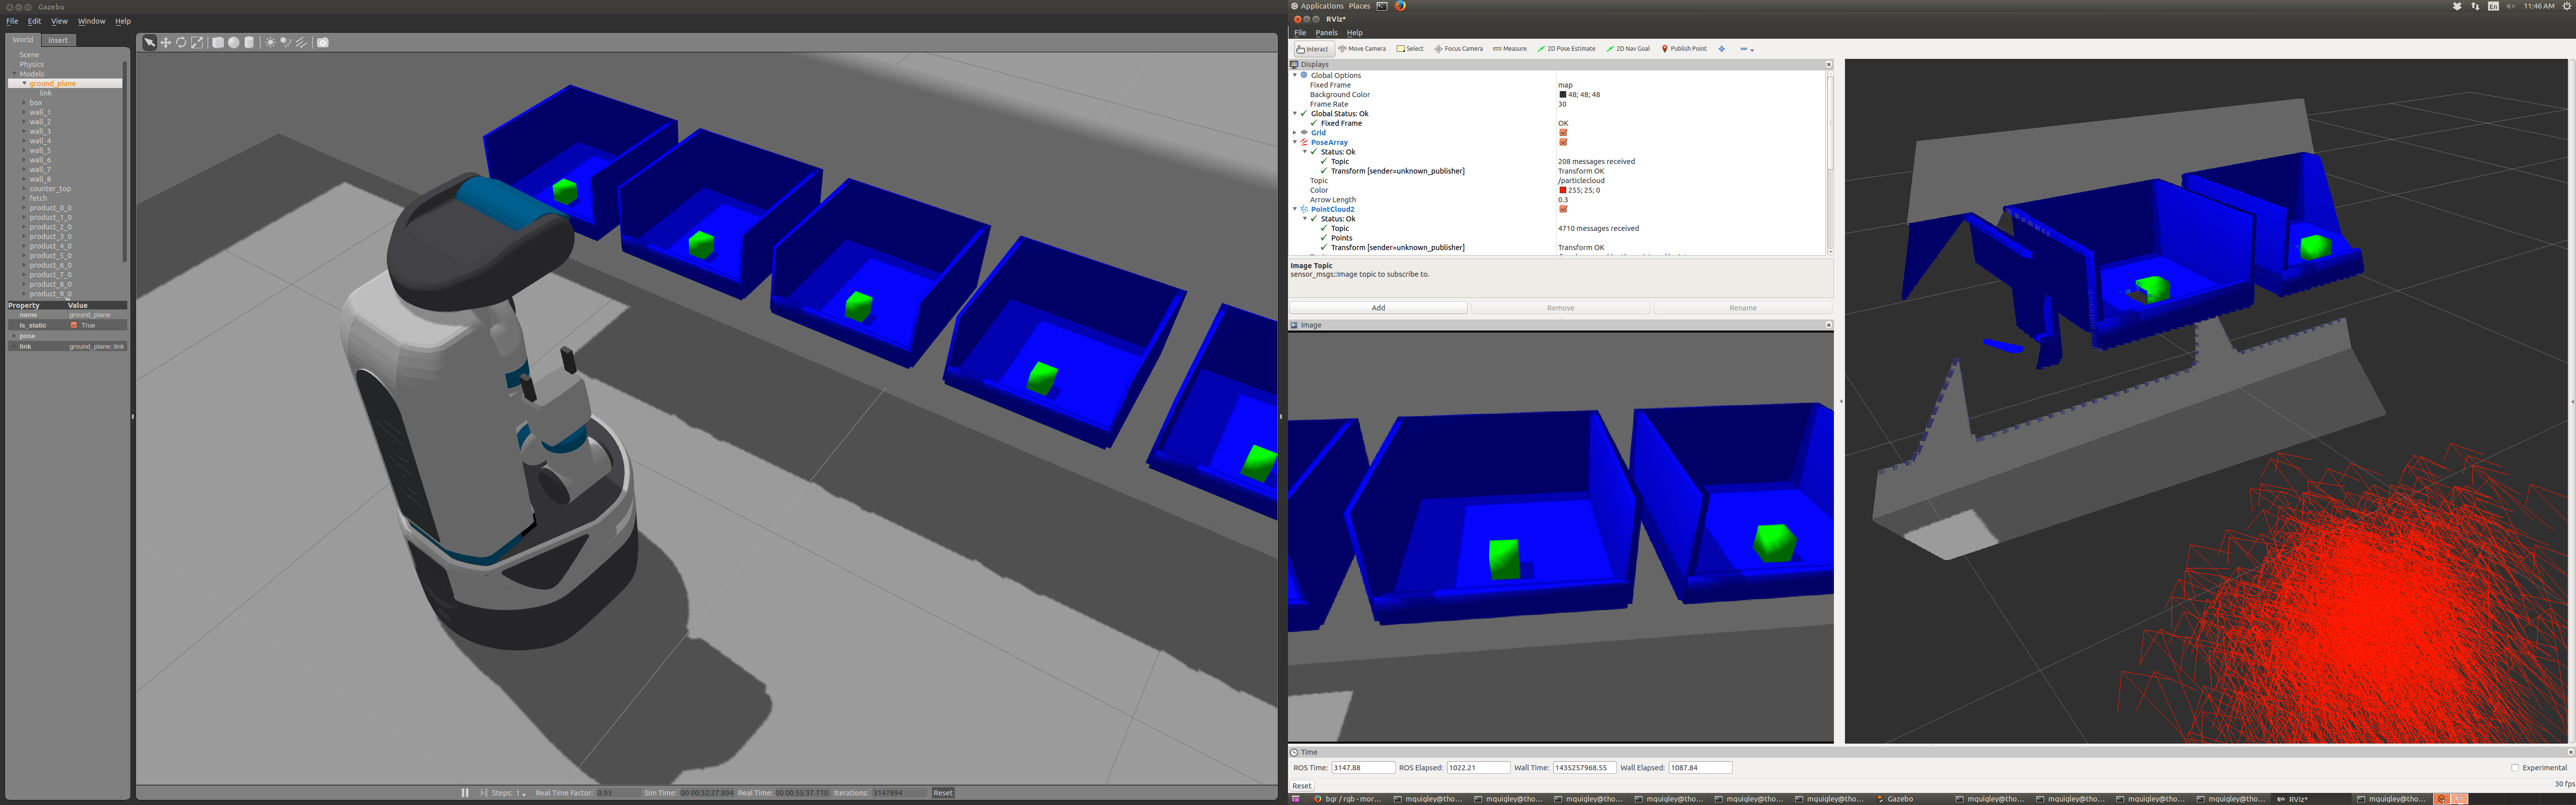 Gazebo
File Edit View Window Help
World Insert
Scene
Physics
Models
ground_plane
link
box
wall_1
wall_2
wall_3
wall_4
wall_5
wall_6
wall_7
wall_8
counter_top
fetch
product_0_0
product_1_0
product_2_0
product_3_0
product_4_0
product_5_0
product_6_0
product_7_0
product_8_0
product_9_0
Property Value
name ground_plane
is_static True
pose
link ground_plane::link
Steps: 1 Real Time Factor: 0.93 Sim Time: 00 00:52:27.894 Real Time: 00 00:55:37.710 Iterations: 3147894 Reset
Applications Places En 11:46 AM
RViz*
File Panels Help
Interact Move Camera Select Focus Camera Measure 2D Pose Estimate 2D Nav Goal Publish Point
Displays
Global Options
Fixed Frame map
Background Color 48; 48; 48
Frame Rate 30
Global Status: Ok
Fixed Frame OK
Grid
PoseArray
Status: Ok
Topic 208 messages received
Transform [sender=unknown_publisher] Transform OK
Topic /particlecloud
Color 255; 25; 0
Arrow Length 0.3
PointCloud2
Status: Ok
Topic 4710 messages received
Points
Transform [sender=unknown_publisher] Transform OK
Image Topic
sensor_msgs::Image topic to subscribe to.
Add Remove Rename
Image
Time
ROS Time: 3147.88 ROS Elapsed: 1022.21 Wall Time: 1435257968.55 Wall Elapsed: 1087.84 Experimental
Reset 30 fps
bgr / rgb - mor... mquigley@tho... mquigley@tho... mquigley@tho... mquigley@tho... mquigley@tho... mquigley@tho... Gazebo mquigley@tho... mquigley@tho... mquigley@tho... mquigley@tho... RViz* mquigley@tho...